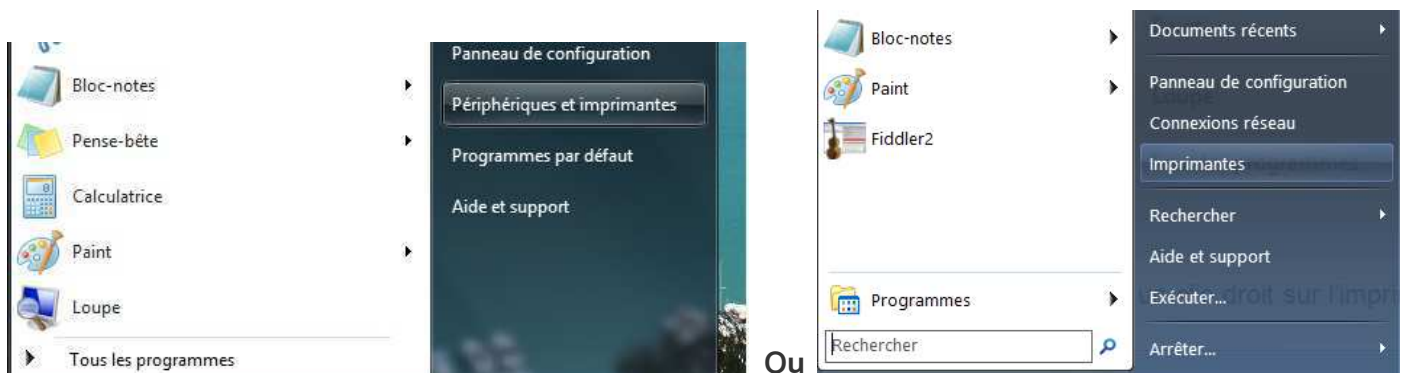 Bloc-notes
Pense-bête
Calculatrice
Paint
Loupe
Tous les programmes
Panneau de configuration
Périphériques et imprimantes
Programmes par défaut
Aide et support
Ou
Bloc-notes
Paint
Fiddler2
Programmes
Rechercher
Documents récents
Panneau de configuration
Connexions réseau
Imprimantes
Rechercher
Aide et support
Exécuter...
Arrêter...